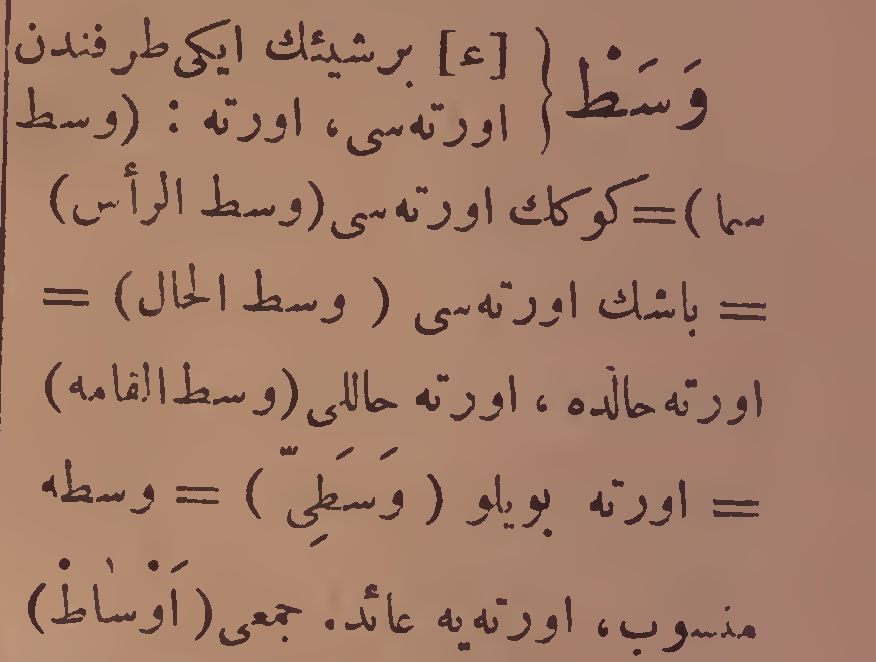 وَسَطْ { [ع] برشیئك ایکی طرفندن
اورته‌سی، اورته : (وسط
سما) = کوکك اورته‌سی (وسط الرأس)
= باشك اورته‌سی (وسط الحال) =
اورته حالده ، اورته حاللی (وسط القامه)
= اورته بویلو (وَسَطِیّ) = وسطه
منسوب، اورته‌یه عائد. جمعی (اَوْسٰاطْ)